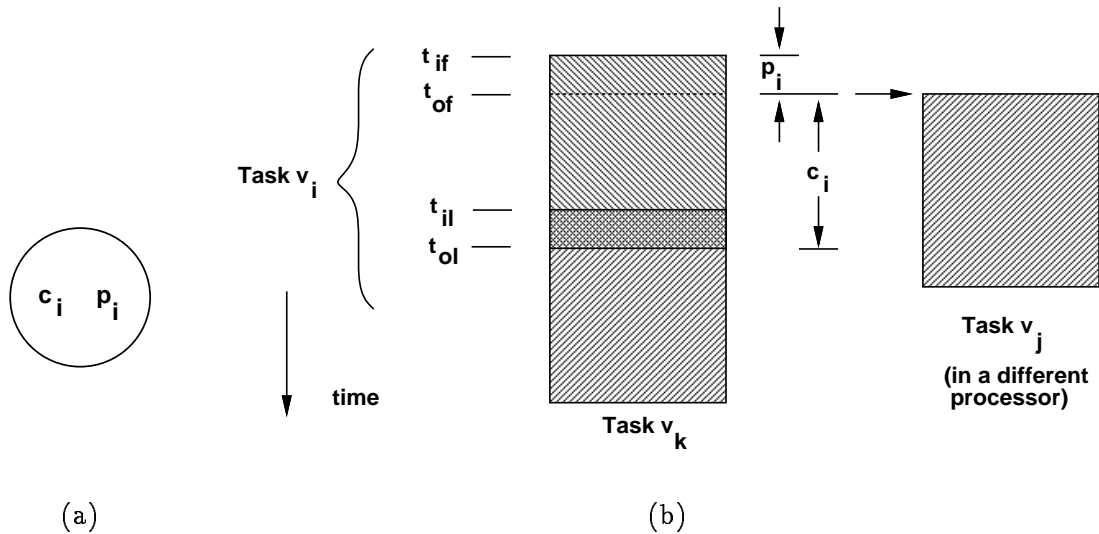 c i p i
(a)
Task v i
time
t if
t of
t il
t ol
Task v k
p i
c i
Task v j
(in a different
processor)
(b)